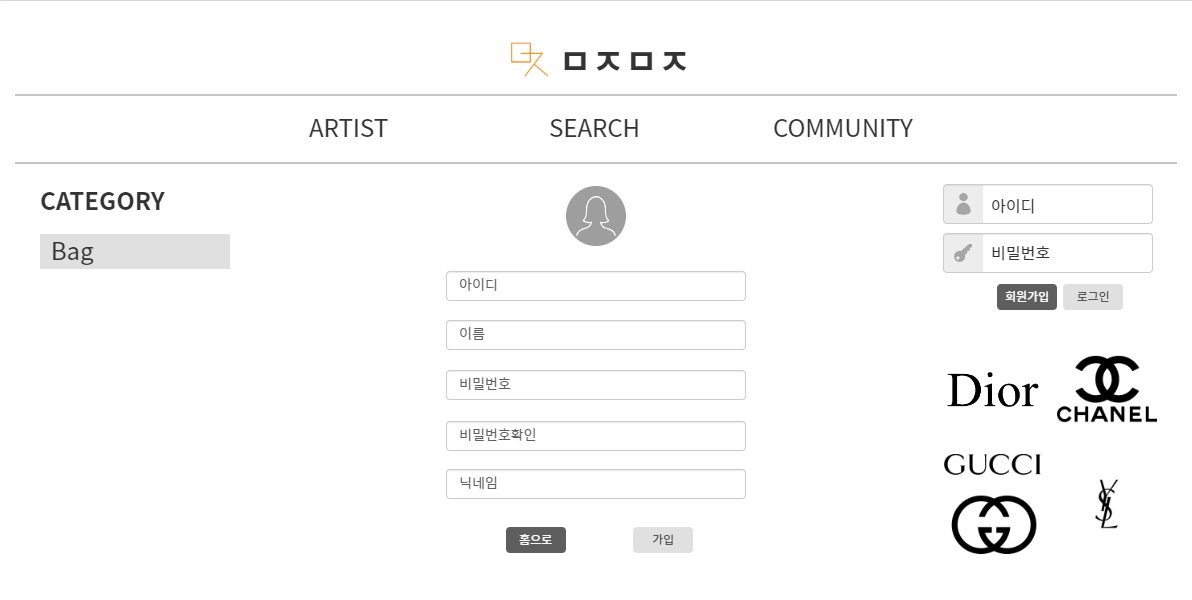 ㅁㅈㅁㅈ
ARTIST SEARCH COMMUNITY
CATEGORY
Bag
아이디
이름
비밀번호
비밀번호확인
닉네임
홈으로 가입
아이디
비밀번호
회원가입 로그인
Dior
CHANEL
GUCCI
YSL